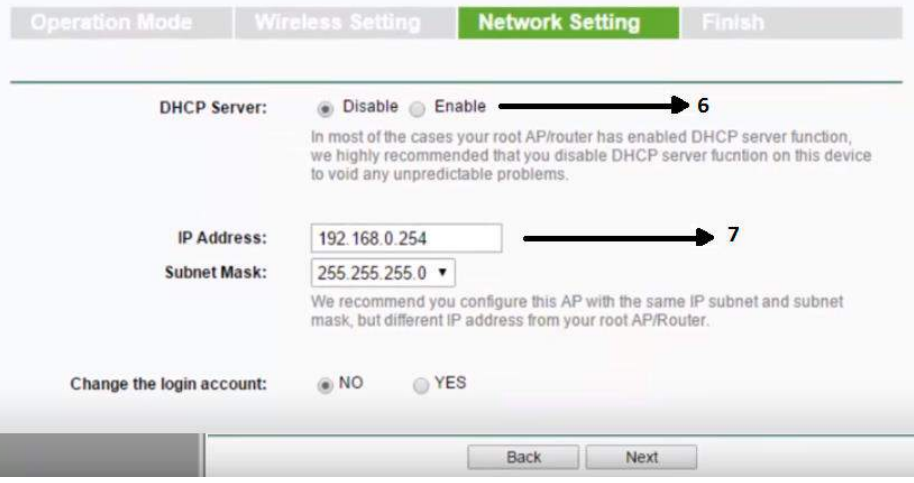 Operation Mode Wireless Setting Network Setting Finish
DHCP Server: Disable Enable 6
In most of the cases your root AP/router has enabled DHCP server function,
we highly recommended that you disable DHCP server fucntion on this device
to void any unpredictable problems.
IP Address: 192.168.0.254 7
Subnet Mask: 255.255.255.0
We recommend you configure this AP with the same IP subnet and subnet
mask, but different IP address from your root AP/Router.
Change the login account: NO YES
Back Next